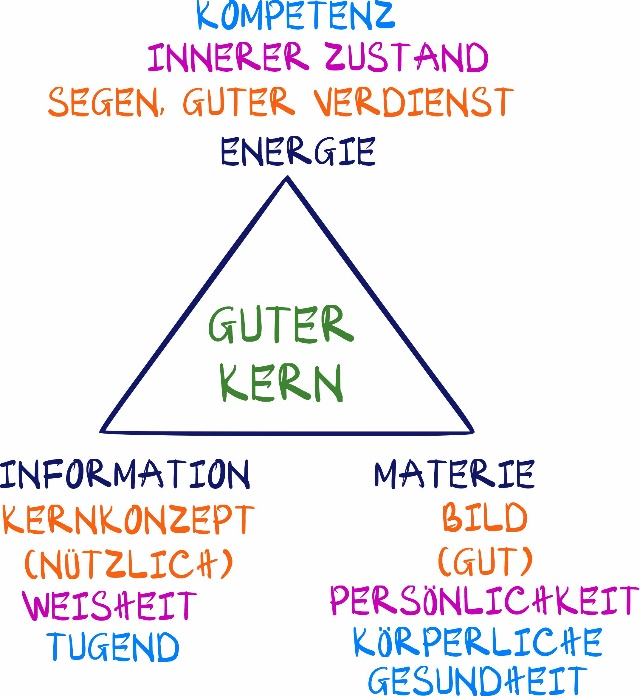 KOMPETENZ
INNERER ZUSTAND
SEGEN, GUTER VERDIENST
ENERGIE
GUTER
KERN
INFORMATION
KERNKONZEPT
(NÜTZLICH)
WEISHEIT
TUGEND
MATERIE
BILD
(GUT)
PERSÖNLICHKEIT
KÖRPERLICHE
GESUNDHEIT